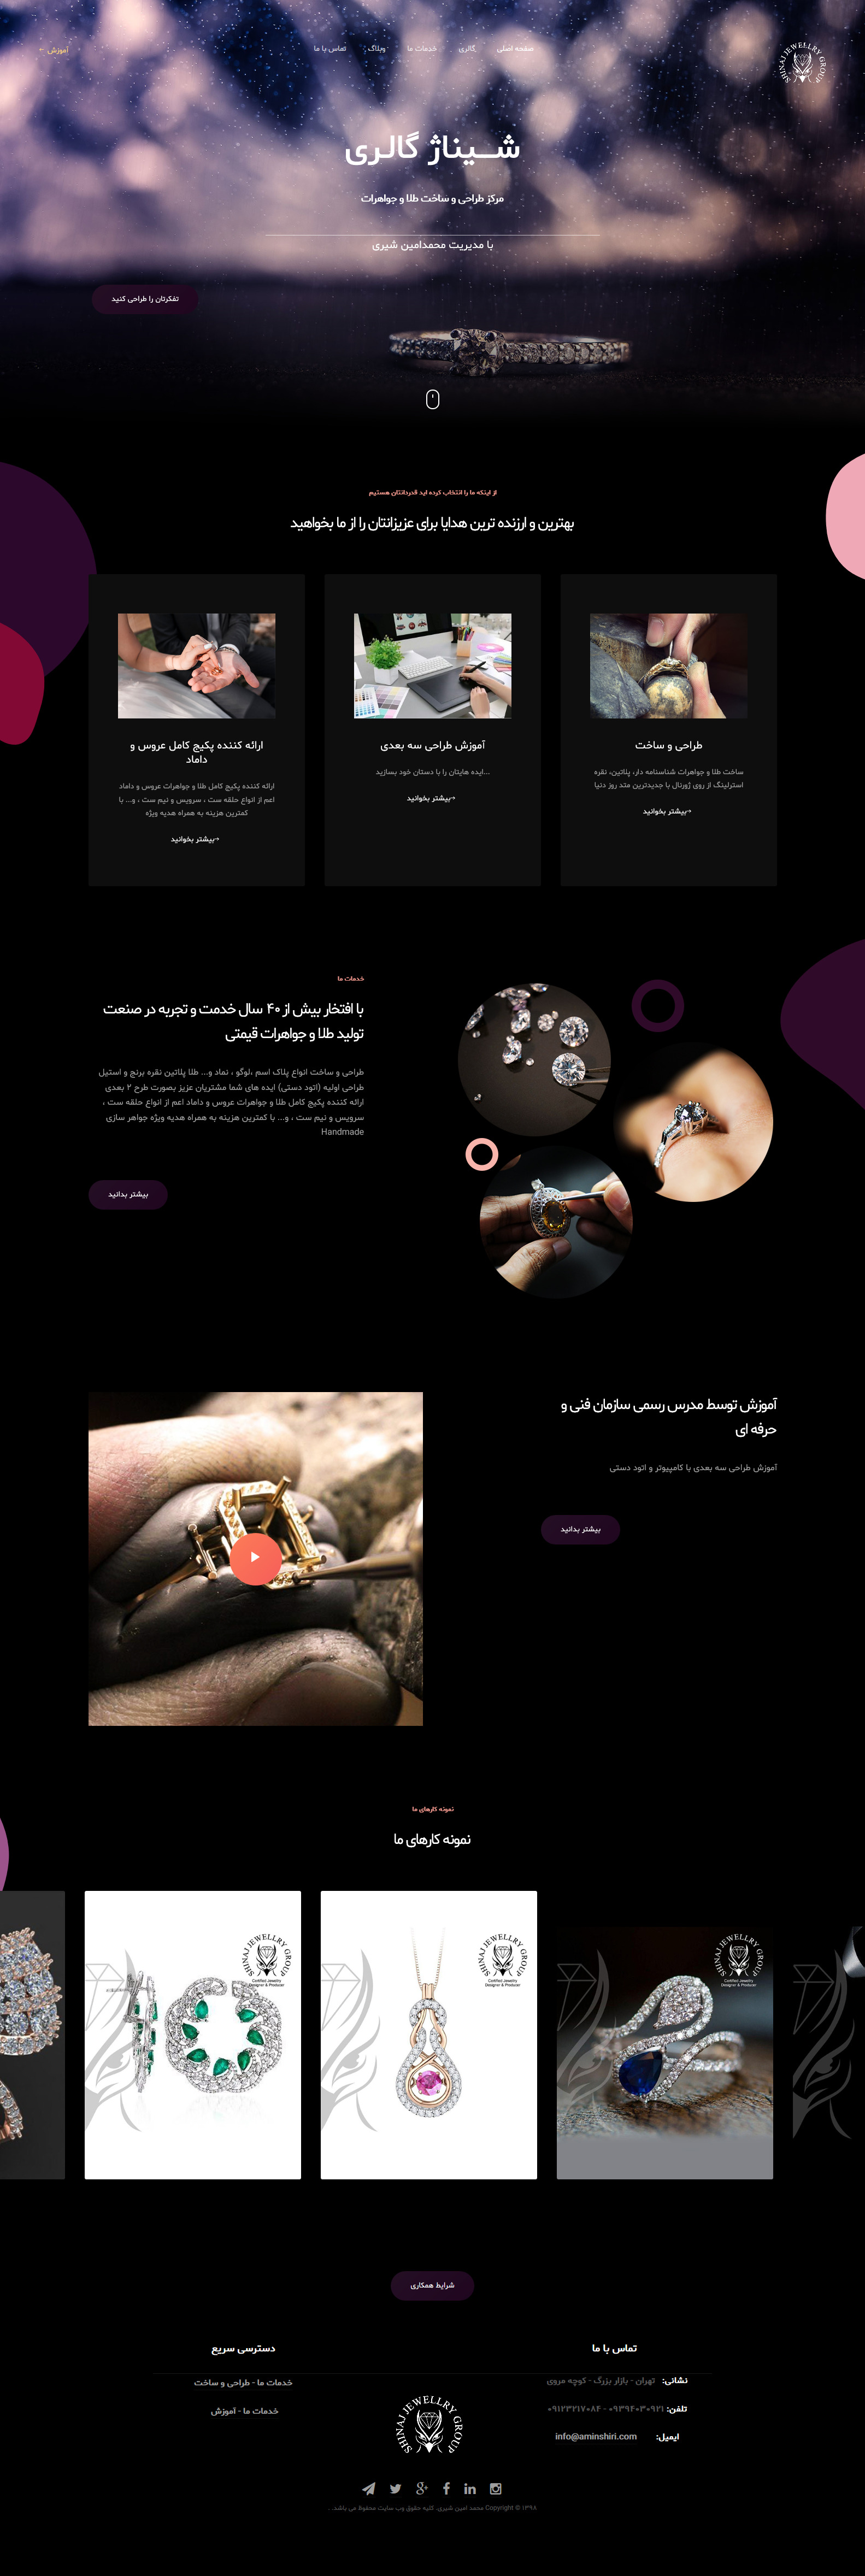 SHINAJ JEWELLRY GROUP
صفحه اصلی
گالری
خدمات ما
وبلاگ
تماس با ما
آموزش
شــیناژ گالری
مرکز طراحی و ساخت طلا و جواهرات
با مدیریت محمدامین شیری
تفکرتان را طراحی کنید
از اینکه ما را انتخاب کرده اید قدردانتان هستیم
بهترین و ارزنده ترین هدایا برای عزیزانتان را از ما بخواهید
طراحی و ساخت
ساخت طلا و جواهرات شناسنامه دار، پلاتین، نقره
استرلینگ از روی ژورنال با جدیدترین متد روز دنیا
بیشتر بخوانید
آموزش طراحی سه بعدی
...ایده هایتان را با دستان خود بسازید
بیشتر بخوانید
ارائه کننده پکیج کامل عروس و
داماد
ارائه کننده پکیج کامل طلا و جواهرات عروس و داماد
اعم از انواع حلقه ست ، سرویس و نیم ست ، و... با
کمترین هزینه به همراه هدیه ویژه
بیشتر بخوانید
خدمات ما
با افتخار بیش از ۴۰ سال خدمت و تجربه در صنعت
تولید طلا و جواهرات قیمتی
طراحی و ساخت انواع پلاک اسم ،لوگو ، نماد و... طلا پلاتین نقره برنج و استیل
طراحی اولیه (اتود دستی) ایده های شما مشتریان عزیز بصورت طرح ۲ بعدی
ارائه کننده پکیج کامل طلا و جواهرات عروس و داماد اعم از انواع حلقه ست ،
سرویس و نیم ست ، و... با کمترین هزینه به همراه هدیه ویژه جواهر سازی
Handmade
بیشتر بدانید
آموزش توسط مدرس رسمی سازمان فنی و
حرفه ای
آموزش طراحی سه بعدی با کامپیوتر و اتود دستی
بیشتر بدانید
نمونه کارهای ما
نمونه کارهای ما
SHINAJ JEWELLRY GROUP
Certified Jewelry
Designer & Producer
SHINAJ JEWELLRY GROUP
Certified Jewelry
Designer & Producer
SHINAJ JEWELLRY GROUP
Certified Jewelry
Designer & Producer
شرایط همکاری
تماس با ما
نشانی: تهران - بازار بزرگ - کوچه مروی
تلفن: ۰۹۳۹۴۰۳۰۹۲۱ - ۰۹۱۲۳۲۱۷۰۸۴
ایمیل: info@aminshiri.com
دسترسی سریع
خدمات ما - طراحی و ساخت
خدمات ما - آموزش
SHINAJ JEWELLRY GROUP
Copyright © ۱۳۹۸ محمد امین شیری. کلیه حقوق وب سایت محفوظ می باشد...